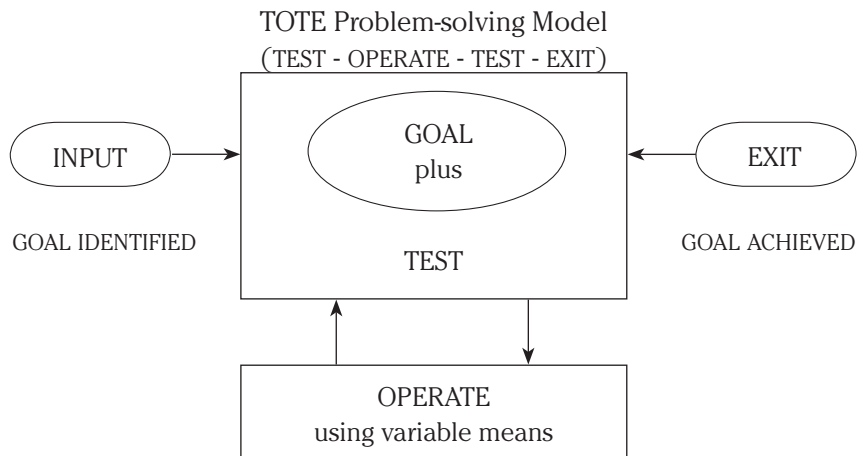 TOTE Problem-solving Model
(TEST - OPERATE - TEST - EXIT)
INPUT
GOAL
plus
EXIT
GOAL IDENTIFIED
TEST
GOAL ACHIEVED
OPERATE
using variable means